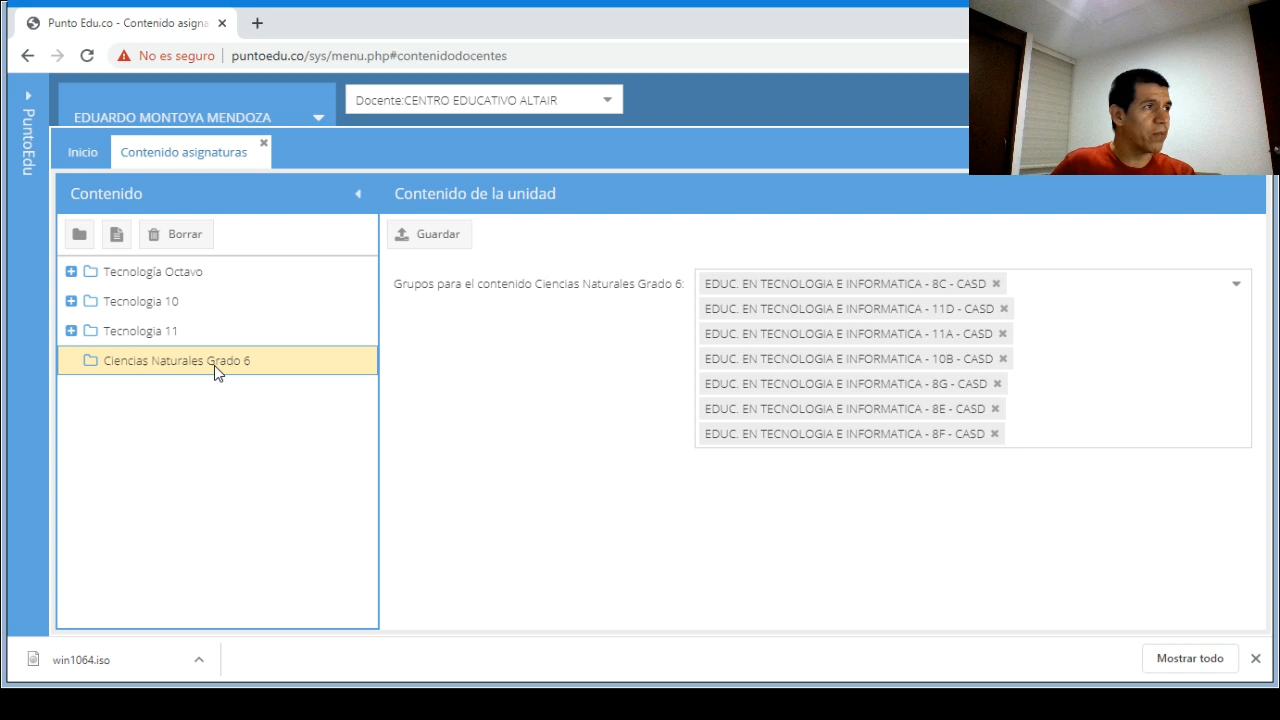 Punto Edu.co - Contenido asigna
No es seguro
puntoedu.co/sys/menu.php#contenidodocentes
PuntoEdu
EDUARDO MONTOYA MENDOZA
Docente:CENTRO EDUCATIVO ALTAIR
Inicio
Contenido asignaturas
Contenido
Borrar
Tecnología Octavo
Tecnologia 10
Tecnologia 11
Ciencias Naturales Grado 6
Contenido de la unidad
Guardar
Grupos para el contenido Ciencias Naturales Grado 6:
EDUC. EN TECNOLOGIA E INFORMATICA - 8C - CASD
EDUC. EN TECNOLOGIA E INFORMATICA - 11D - CASD
EDUC. EN TECNOLOGIA E INFORMATICA - 11A - CASD
EDUC. EN TECNOLOGIA E INFORMATICA - 10B - CASD
EDUC. EN TECNOLOGIA E INFORMATICA - 8G - CASD
EDUC. EN TECNOLOGIA E INFORMATICA - 8E - CASD
EDUC. EN TECNOLOGIA E INFORMATICA - 8F - CASD
win1064.iso
Mostrar todo